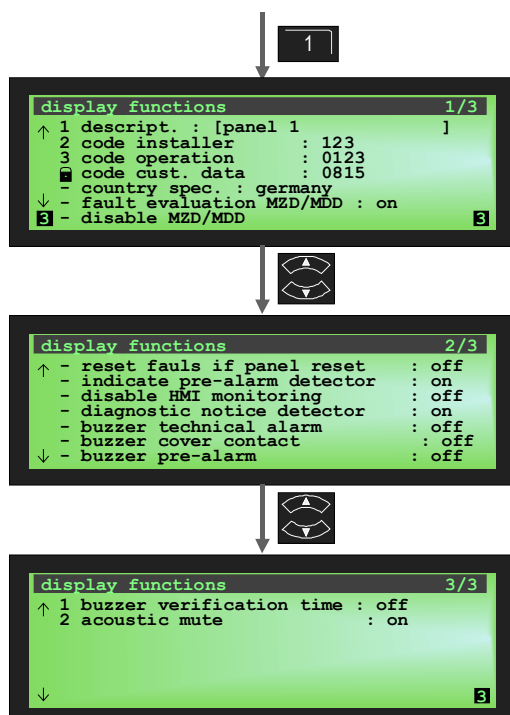 1
display functions 1/3
↑ 1 descript. : [panel 1 ]
2 code installer : 123
3 code operation : 0123
code cust. data : 0815
- country spec. : germany
↓ - fault evaluation MZD/MDD : on
3 - disable MZD/MDD 3
display functions 2/3
↑ - reset fauls if panel reset : off
- indicate pre-alarm detector : on
- disable HMI monitoring : off
- diagnostic notice detector : on
- buzzer technical alarm : off
- buzzer cover contact : off
↓ - buzzer pre-alarm : off
display functions 3/3
↑ 1 buzzer verification time : off
2 acoustic mute : on
↓ 3